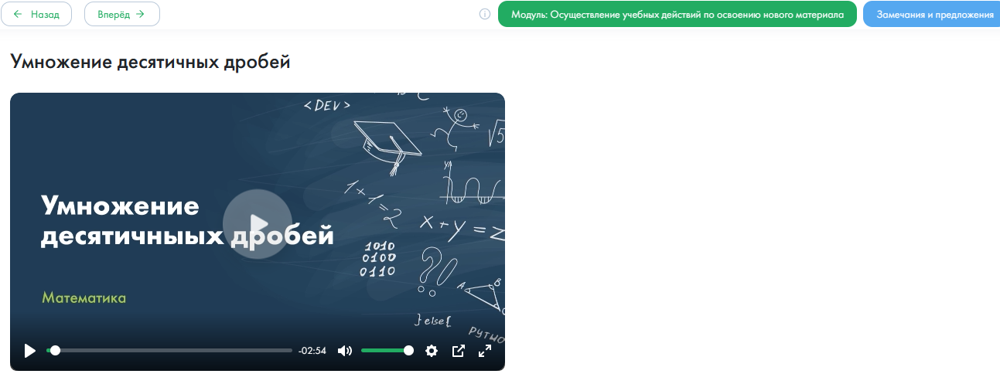 ← Назад
Вперёд →
Модуль: Осуществление учебных действий по освоению нового материала
Замечания и предложения
Умножение десятичных дробей
<DEV>
√5
y
1 × 1 = 2
x + y = z
Умножение
десятичныых дробей
1010
0100
0110
?!
A
B
Математика
} else {
-02:54